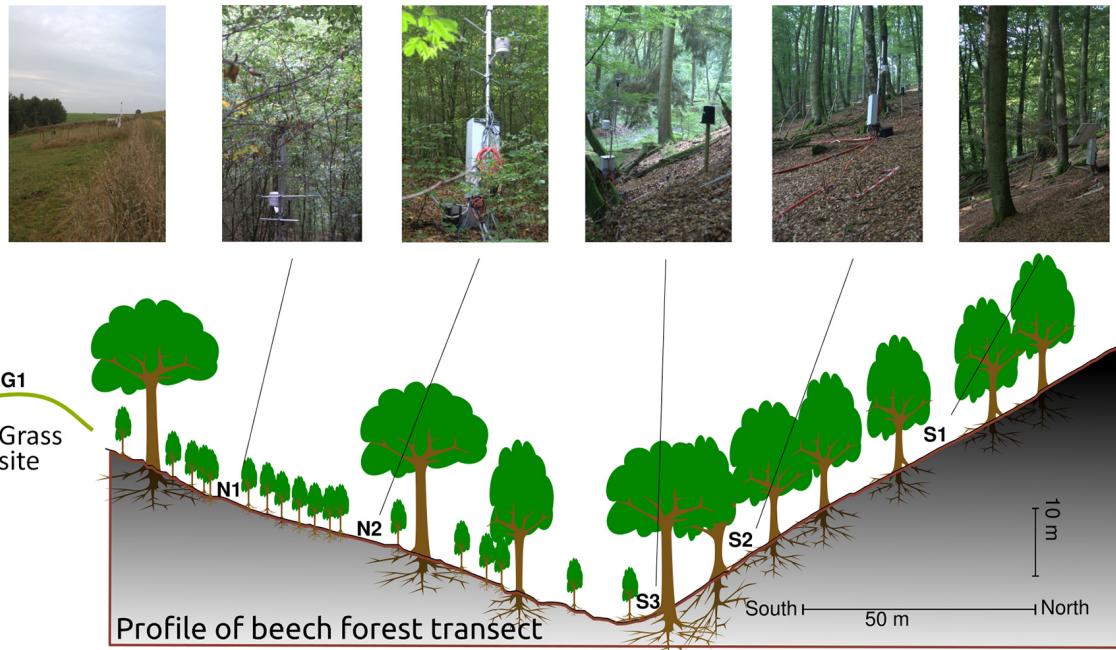 G1
Grass
site
N1
N2
S3
S2
S1
10 m
South
North
50 m
Profile of beech forest transect